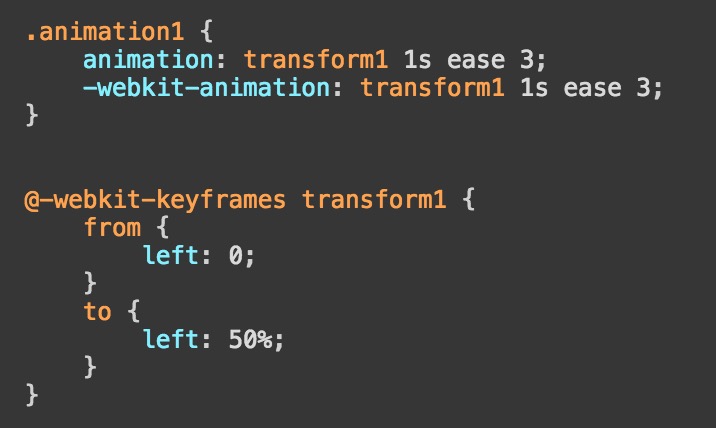 .animation1 {
    animation: transform1 1s ease 3;
    -webkit-animation: transform1 1s ease 3;
}
@-webkit-keyframes transform1 {
    from {
        left: 0;
    }
    to {
        left: 50%;
    }
}